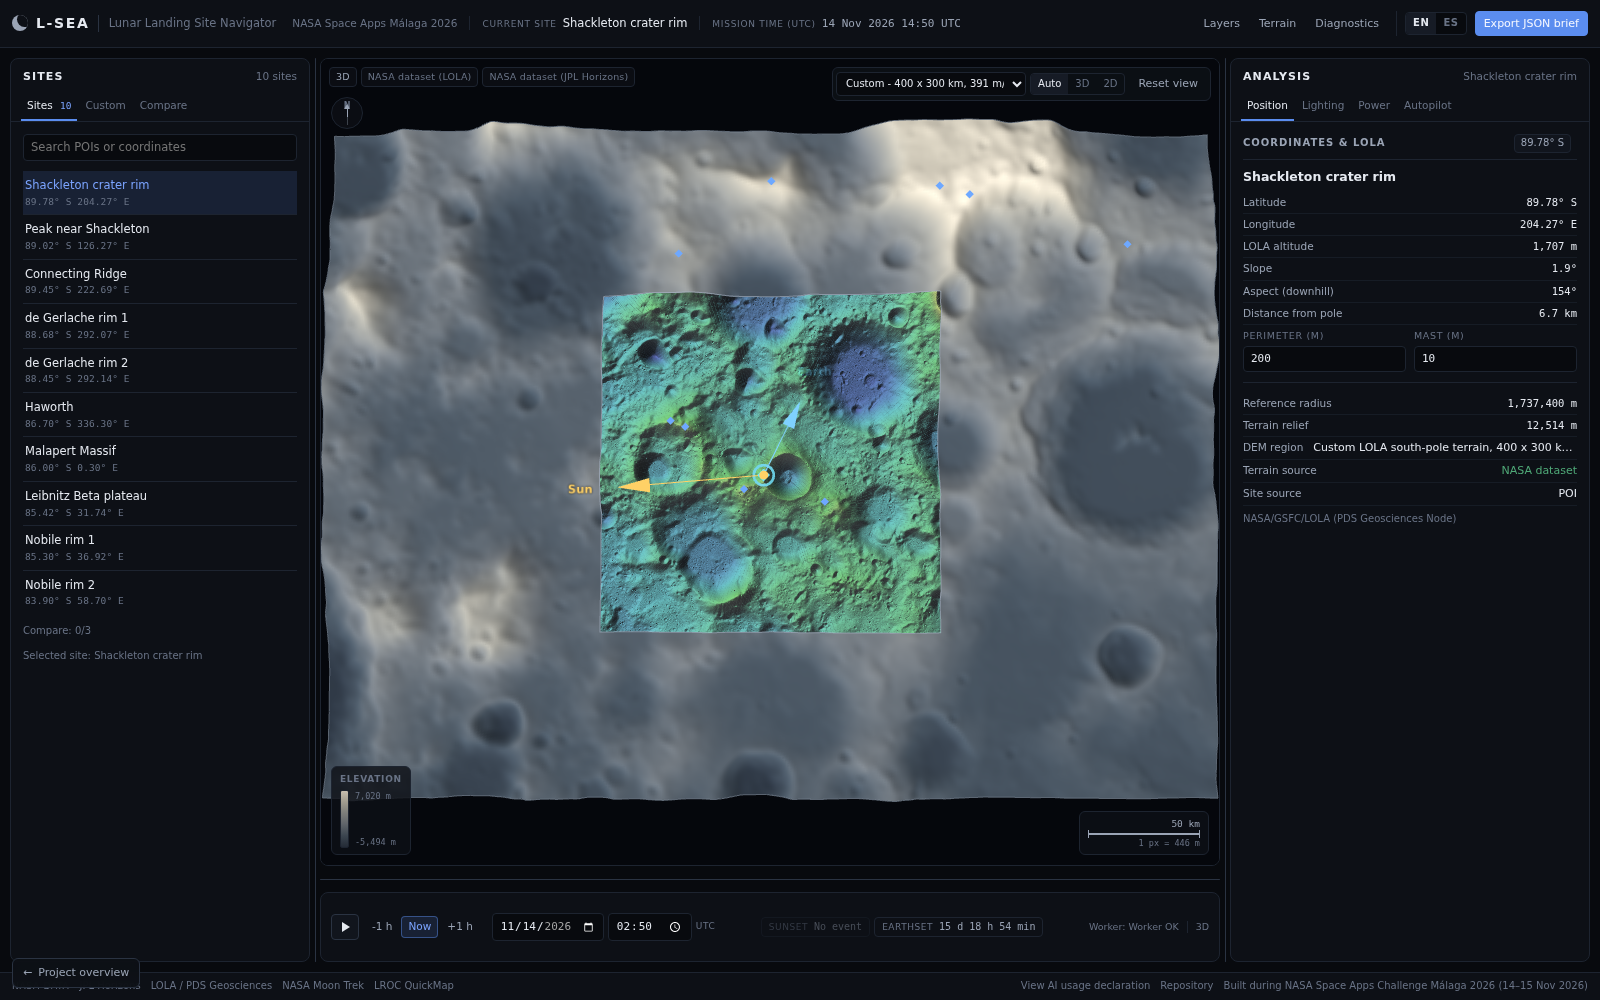 L-SEA
Lunar Landing Site Navigator
NASA Space Apps Málaga 2026
CURRENT SITE Shackleton crater rim
MISSION TIME (UTC) 14 Nov 2026 14:50 UTC
Layers
Terrain
Diagnostics
EN
ES
Export JSON brief
SITES
10 sites
Sites 10
Custom
Compare
Search POIs or coordinates
Shackleton crater rim
89.78° S 204.27° E
Peak near Shackleton
89.02° S 126.27° E
Connecting Ridge
89.45° S 222.69° E
de Gerlache rim 1
88.68° S 292.07° E
de Gerlache rim 2
88.45° S 292.14° E
Haworth
86.70° S 336.30° E
Malapert Massif
86.00° S 0.30° E
Leibnitz Beta plateau
85.42° S 31.74° E
Nobile rim 1
85.30° S 36.92° E
Nobile rim 2
83.90° S 58.70° E
Compare: 0/3
Selected site: Shackleton crater rim
3D
NASA dataset (LOLA)
NASA dataset (JPL Horizons)
Custom - 400 x 300 km, 391 m/
Auto
3D
2D
Reset view
N
Sun
ELEVATION
7,020 m
-5,494 m
50 km
1 px = 446 m
-1 h
Now
+1 h
11/14/2026
02:50
UTC
SUNSET No event
EARTHSET 15 d 18 h 54 min
Worker: Worker OK
3D
ANALYSIS
Shackleton crater rim
Position
Lighting
Power
Autopilot
COORDINATES & LOLA
89.78° S
Shackleton crater rim
Latitude 89.78° S
Longitude 204.27° E
LOLA altitude 1,707 m
Slope 1.9°
Aspect (downhill) 154°
Distance from pole 6.7 km
PERIMETER (M) MAST (M)
200 10
Reference radius 1,737,400 m
Terrain relief 12,514 m
DEM region Custom LOLA south-pole terrain, 400 x 300 k...
Terrain source NASA dataset
Site source POI
NASA/GSFC/LOLA (PDS Geosciences Node)
← Project overview
LOLA / PDS Geosciences
NASA Moon Trek
LROC QuickMap
View AI usage declaration
Repository
Built during NASA Space Apps Challenge Málaga 2026 (14–15 Nov 2026)